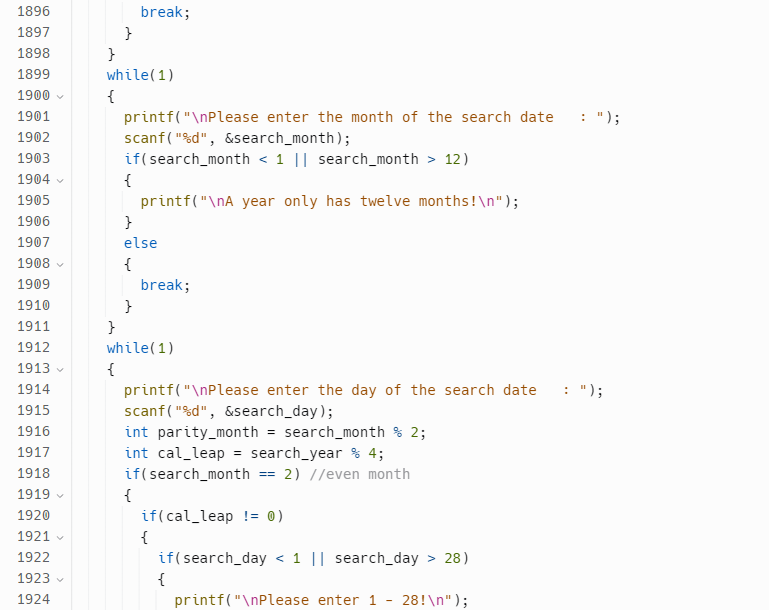 1896 break;
1897 }
1898 }
1899 while(1)
1900 {
1901 printf("\nPlease enter the month of the search date   : ");
1902 scanf("%d", &search_month);
1903 if(search_month < 1 || search_month > 12)
1904 {
1905 printf("\nA year only has twelve months!\n");
1906 }
1907 else
1908 {
1909 break;
1910 }
1911 }
1912 while(1)
1913 {
1914 printf("\nPlease enter the day of the search date   : ");
1915 scanf("%d", &search_day);
1916 int parity_month = search_month % 2;
1917 int cal_leap = search_year % 4;
1918 if(search_month == 2) //even month
1919 {
1920 if(cal_leap != 0)
1921 {
1922 if(search_day < 1 || search_day > 28)
1923 {
1924 printf("\nPlease enter 1 - 28!\n");